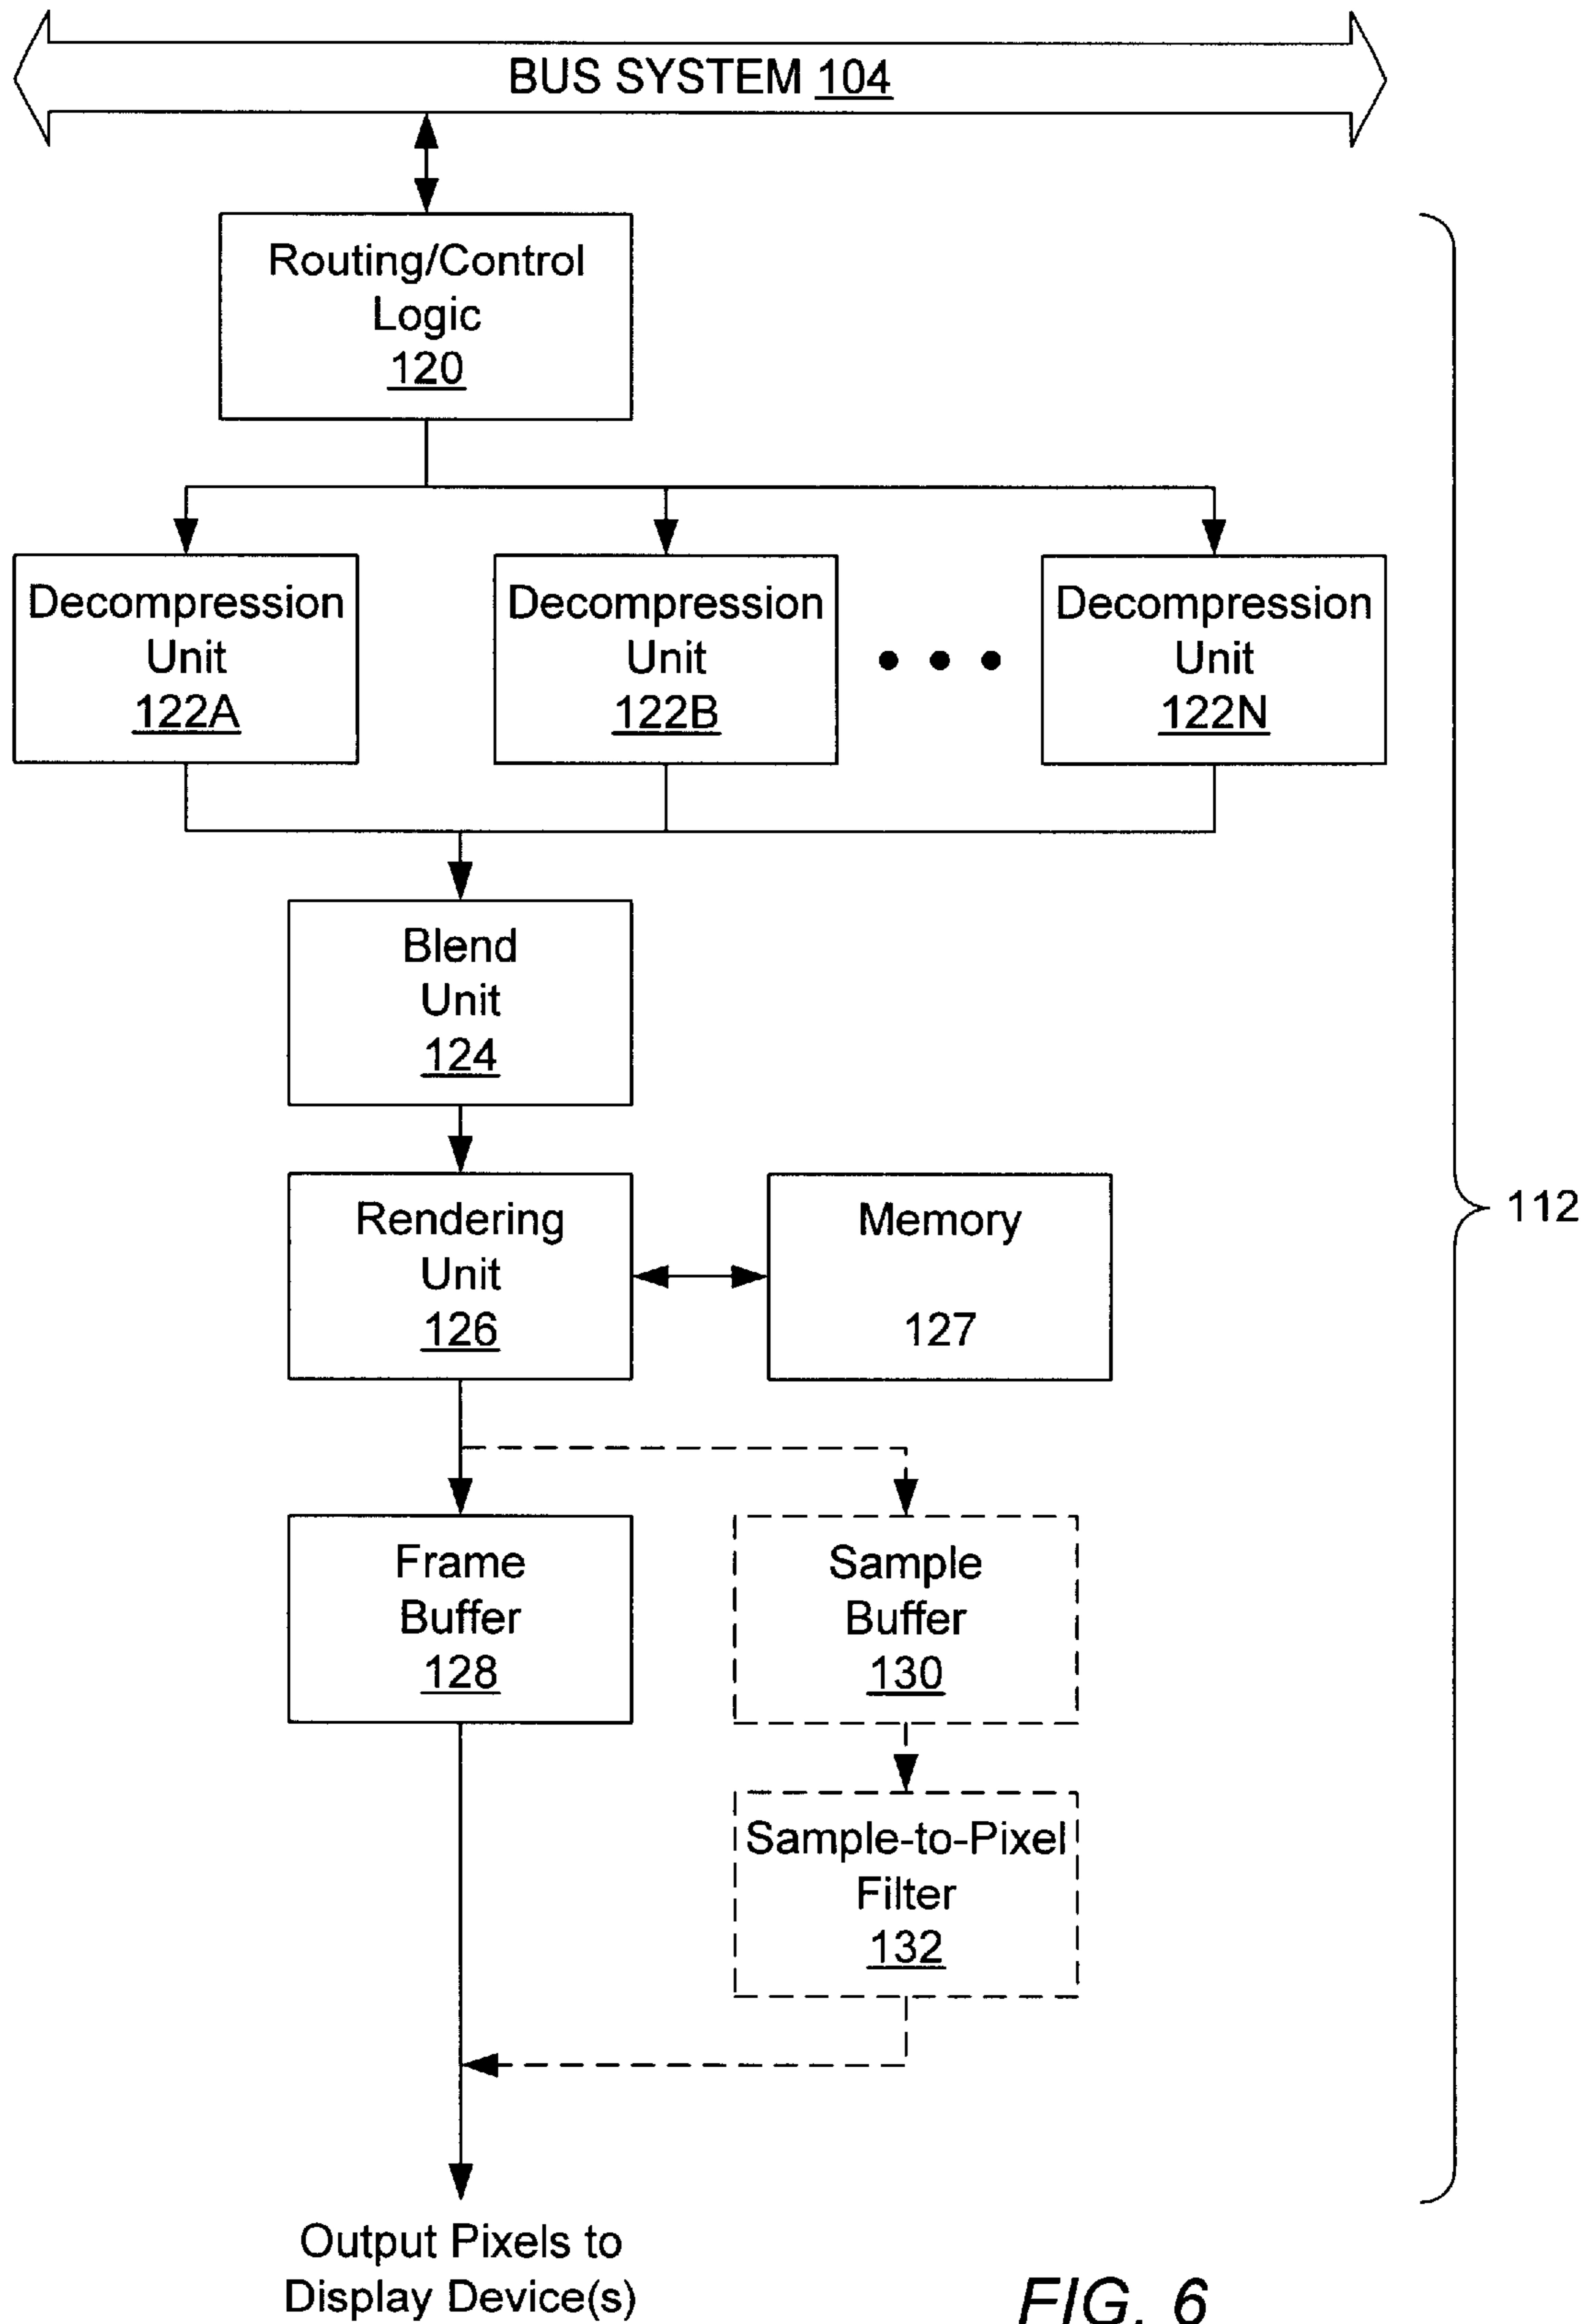 BUS SYSTEM 104
Routing/Control
Logic
120
Decompression
Unit
122A
Decompression
Unit
122B
Decompression
Unit
122N
Blend
Unit
124
Rendering
Unit
126
Memory
127
112
Frame
Buffer
128
Sample
Buffer
130
Sample-to-Pixel
Filter
132
Output Pixels to
Display Device(s)
FIG. 6